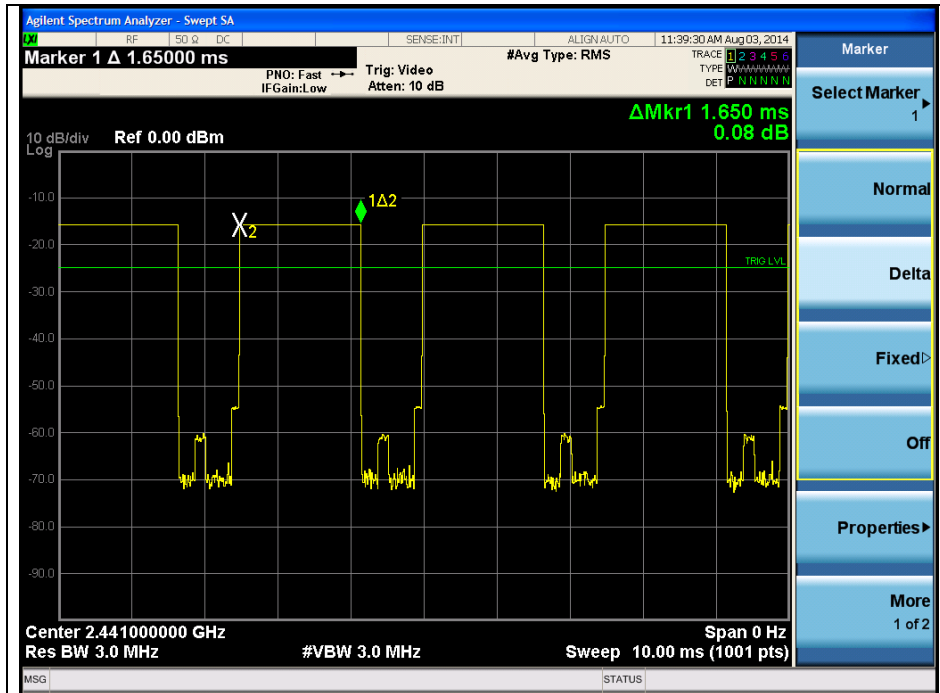 Agilent Spectrum Analyzer - Swept SA
LXI RF 50 Ω DC SENSE:INT ALIGN AUTO 11:39:30 AM Aug 03, 2014
Marker 1 Δ 1.65000 ms
PNO: Fast
IFGain:Low
Trig: Video
Atten: 10 dB
#Avg Type: RMS
TRACE 1 2 3 4 5 6
TYPE W
DET P N N N N N
Marker
Select Marker
1
ΔMkr1 1.650 ms
0.08 dB
10 dB/div Ref 0.00 dBm
Log
-10.0
-20.0
-30.0
-40.0
-50.0
-60.0
-70.0
-80.0
-90.0
X2
1Δ2
TRIG LVL
Normal
Delta
Fixed
Off
Properties
More
1 of 2
Center 2.441000000 GHz Span 0 Hz
Res BW 3.0 MHz #VBW 3.0 MHz Sweep 10.00 ms (1001 pts)
MSG STATUS